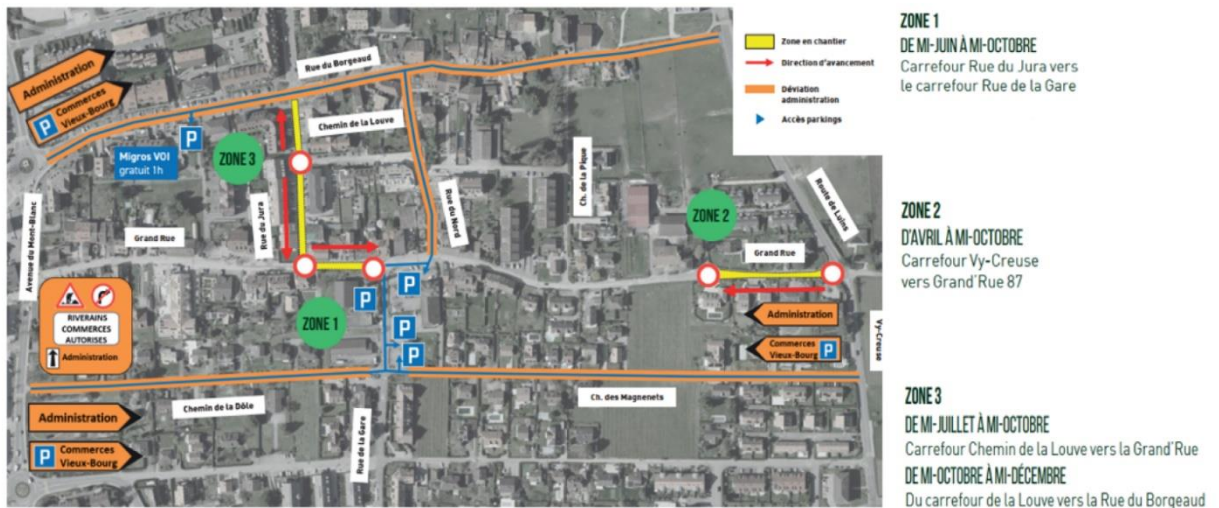 Administration
Commerces
Vieux-Bourg
P
P
Migros VOI
gratuit 1h
Rue du Borgeaud
Chemin de la Louve
ZONE 3
Rue du Jura
Rue du Nord
Ch. de la Pique
Zone en chantier
Direction d'avancement
Déviation
administration
Accès parkings
Route de Luins
ZONE 2
Grand Rue
Avenue du Mont-Blanc
Grand Rue
RIVERAINS
COMMERCES
AUTORISES
Administration
ZONE 1
P
P
P
P
Administration
Commerces
Vieux-Bourg
P
Vy-Creuse
Chemin de la Dôle
Rue de la Gare
Ch. des Magnenets
Administration
P
Commerces
Vieux-Bourg
ZONE 1
DE MI-JUIN À MI-OCTOBRE
Carrefour Rue du Jura vers
le carrefour Rue de la Gare
ZONE 2
D'AVRIL À MI-OCTOBRE
Carrefour Vy-Creuse
vers Grand'Rue 87
ZONE 3
DE MI-JUILLET À MI-OCTOBRE
Carrefour Chemin de la Louve vers la Grand'Rue
DE MI-OCTOBRE À MI-DÉCEMBRE
Du carrefour de la Louve vers la Rue du Borgeaud